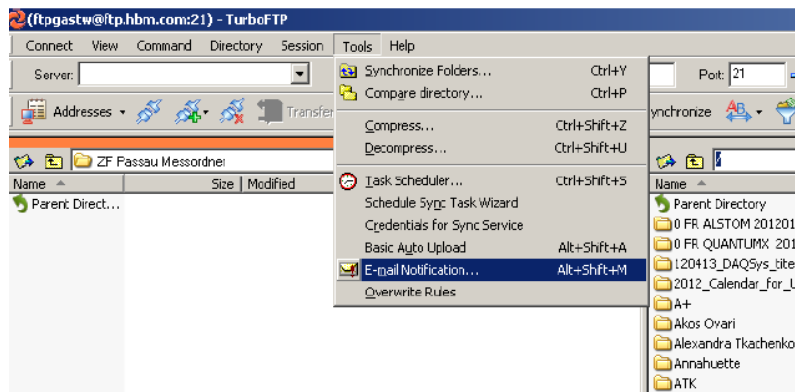 (ftpgastw@ftp.hbm.com:21) - TurboFTP
Connect View Command Directory Session Tools Help
Server: Port: 21
Addresses Transfer ynchronize
ZF Passau Messordner /
Name Size Modified Name
Parent Direct... Parent Directory
Synchronize Folders... Ctrl+Y
Compare directory... Ctrl+P
Compress... Ctrl+Shift+Z
Decompress... Ctrl+Shift+U
Task Scheduler... Ctrl+Shift+S
Schedule Sync Task Wizard
Credentials for Sync Service
Basic Auto Upload Alt+Shift+A
E-mail Notification... Alt+Shift+M
Overwrite Rules
0 FR ALSTOM 201201
0 FR QUANTUMX 201
120413_DAQSys_tite
2012_Calendar_for_U
A+
Akos Ovari
Alexandra Tkachenko
Annahuette
ATK